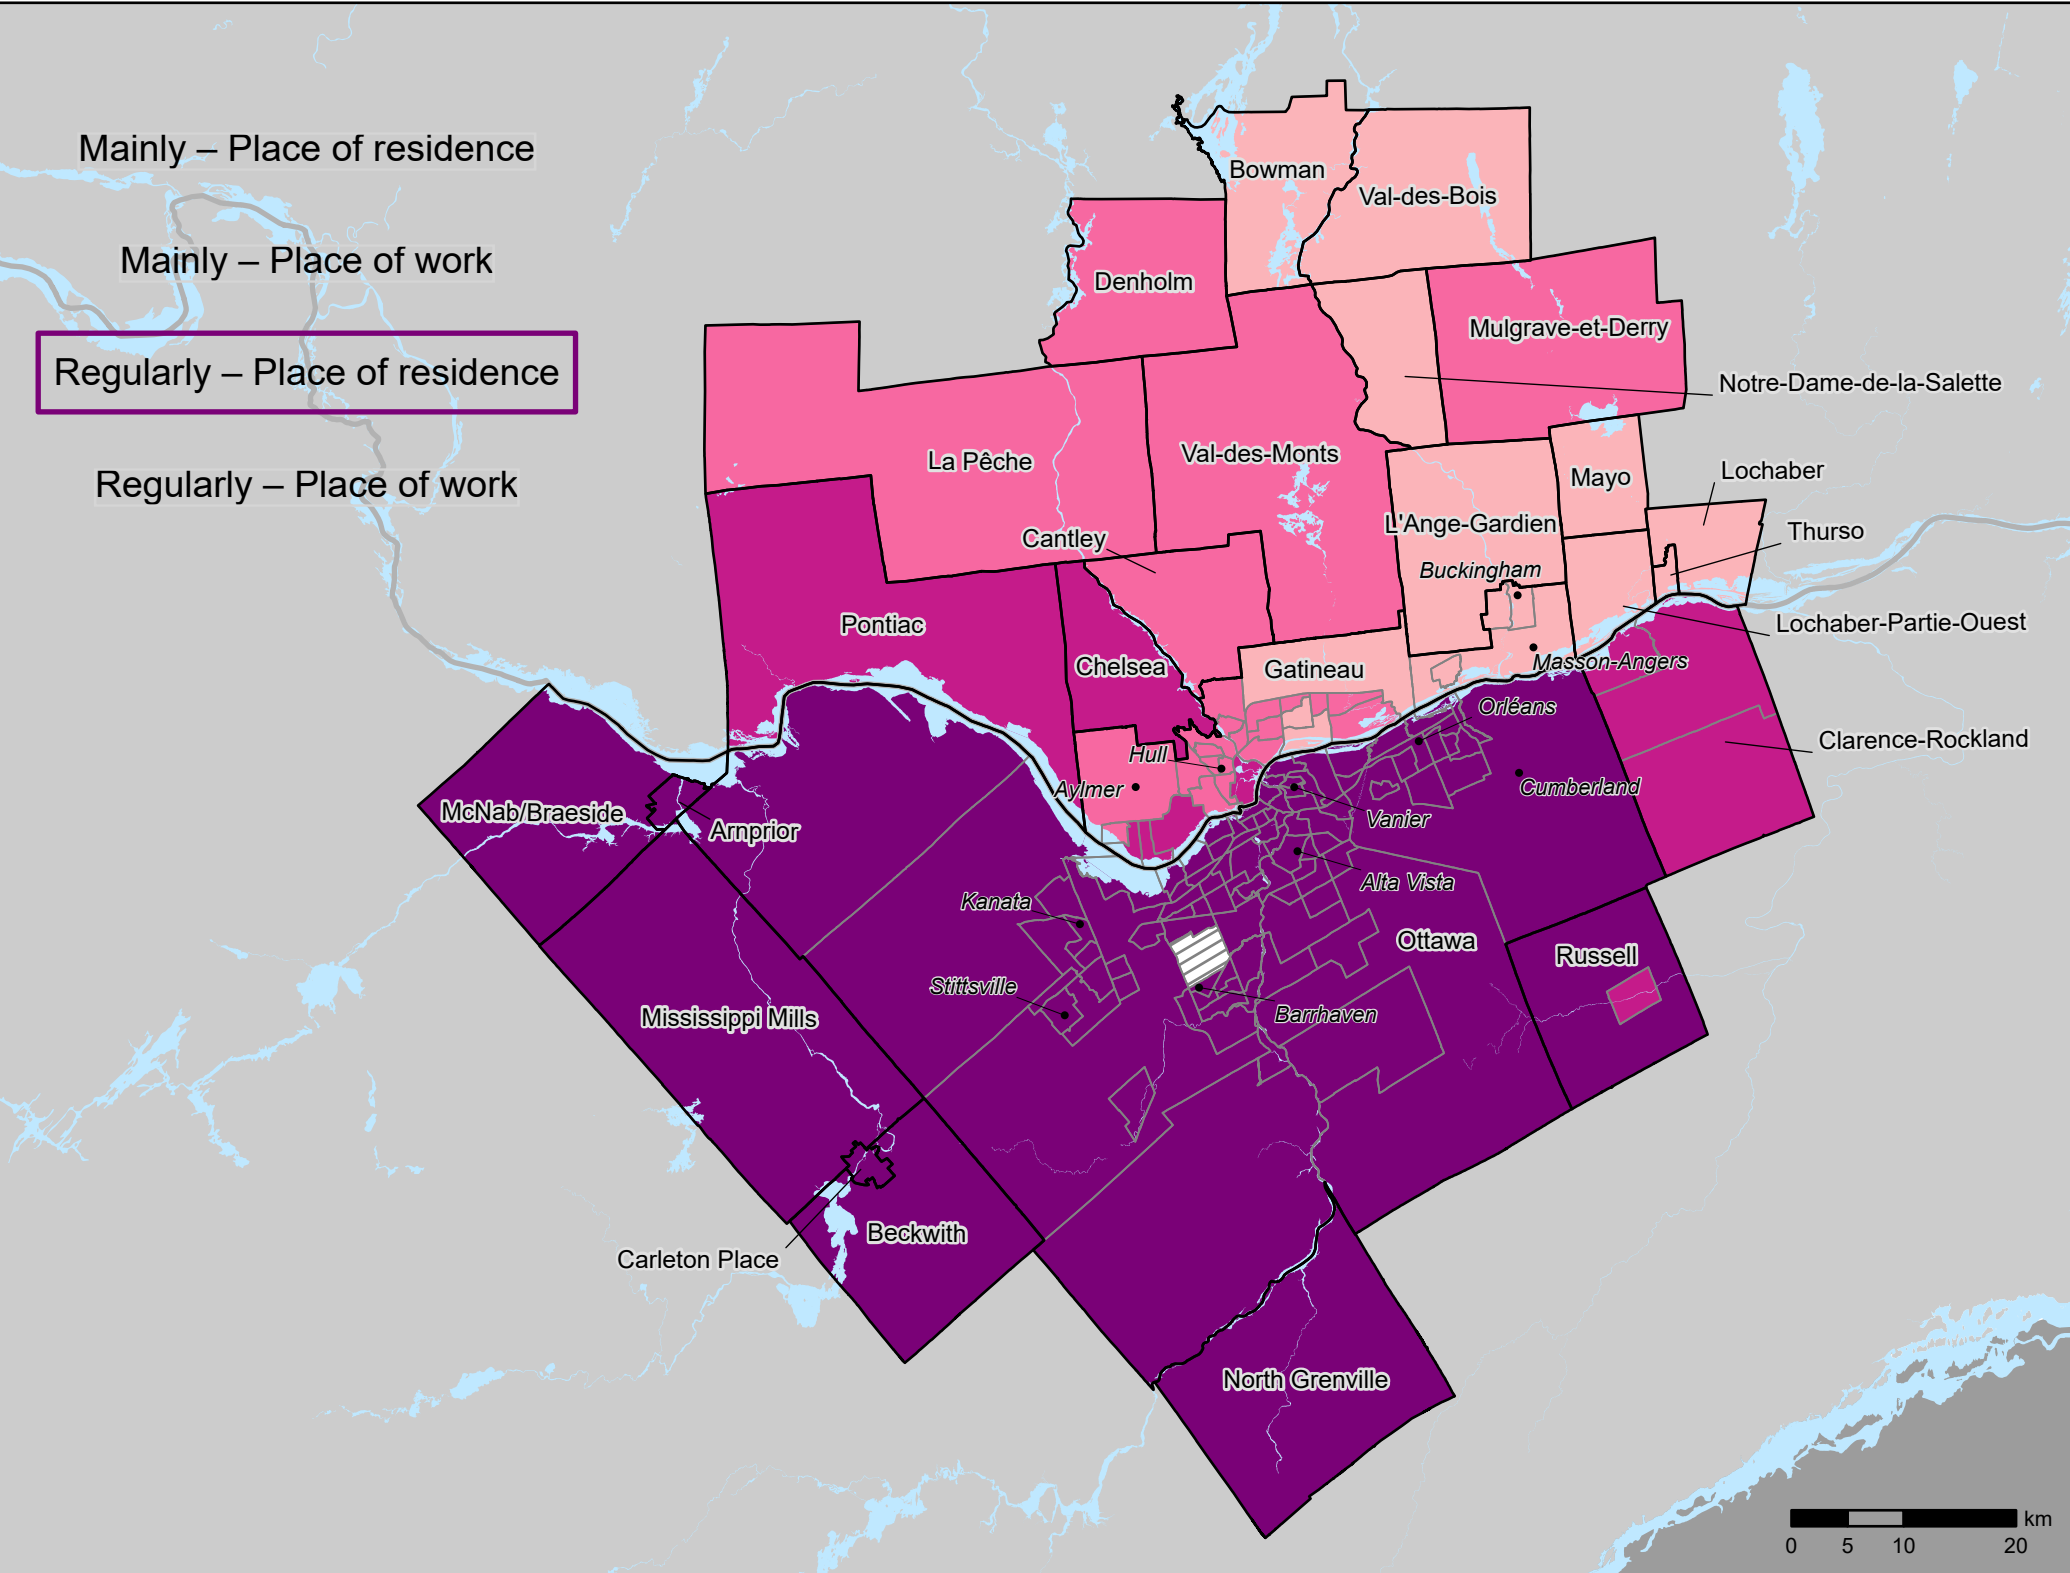 Mainly – Place of residence
Mainly – Place of work
Regularly – Place of residence
Regularly – Place of work
Bowman
Val-des-Bois
Denholm
Mulgrave-et-Derry
Notre-Dame-de-la-Salette
La Pêche
Val-des-Monts
Mayo
Lochaber
L'Ange-Gardien
Cantley
Thurso
Buckingham
Pontiac
Lochaber-Partie-Ouest
Chelsea
Gatineau
Masson-Angers
Orléans
Clarence-Rockland
Hull
Aylmer
Cumberland
McNab/Braeside
Arnprior
Vanier
Alta Vista
Kanata
Ottawa
Russell
Stittsville
Barrhaven
Mississippi Mills
Beckwith
Carleton Place
North Grenville
km
0 5 10 20